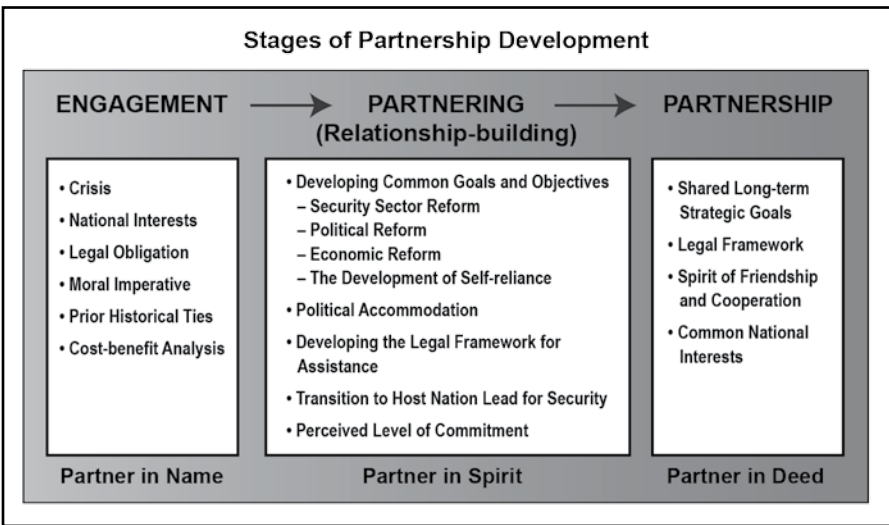 Stages of Partnership Development
ENGAGEMENT
PARTNERING
(Relationship-building)
PARTNERSHIP
• Crisis
• National Interests
• Legal Obligation
• Moral Imperative
• Prior Historical Ties
• Cost-benefit Analysis
• Developing Common Goals and Objectives
– Security Sector Reform
– Political Reform
– Economic Reform
– The Development of Self-reliance
• Political Accommodation
• Developing the Legal Framework for
Assistance
• Transition to Host Nation Lead for Security
• Perceived Level of Commitment
• Shared Long-term
Strategic Goals
• Legal Framework
• Spirit of Friendship
and Cooperation
• Common National
Interests
Partner in Name
Partner in Spirit
Partner in Deed